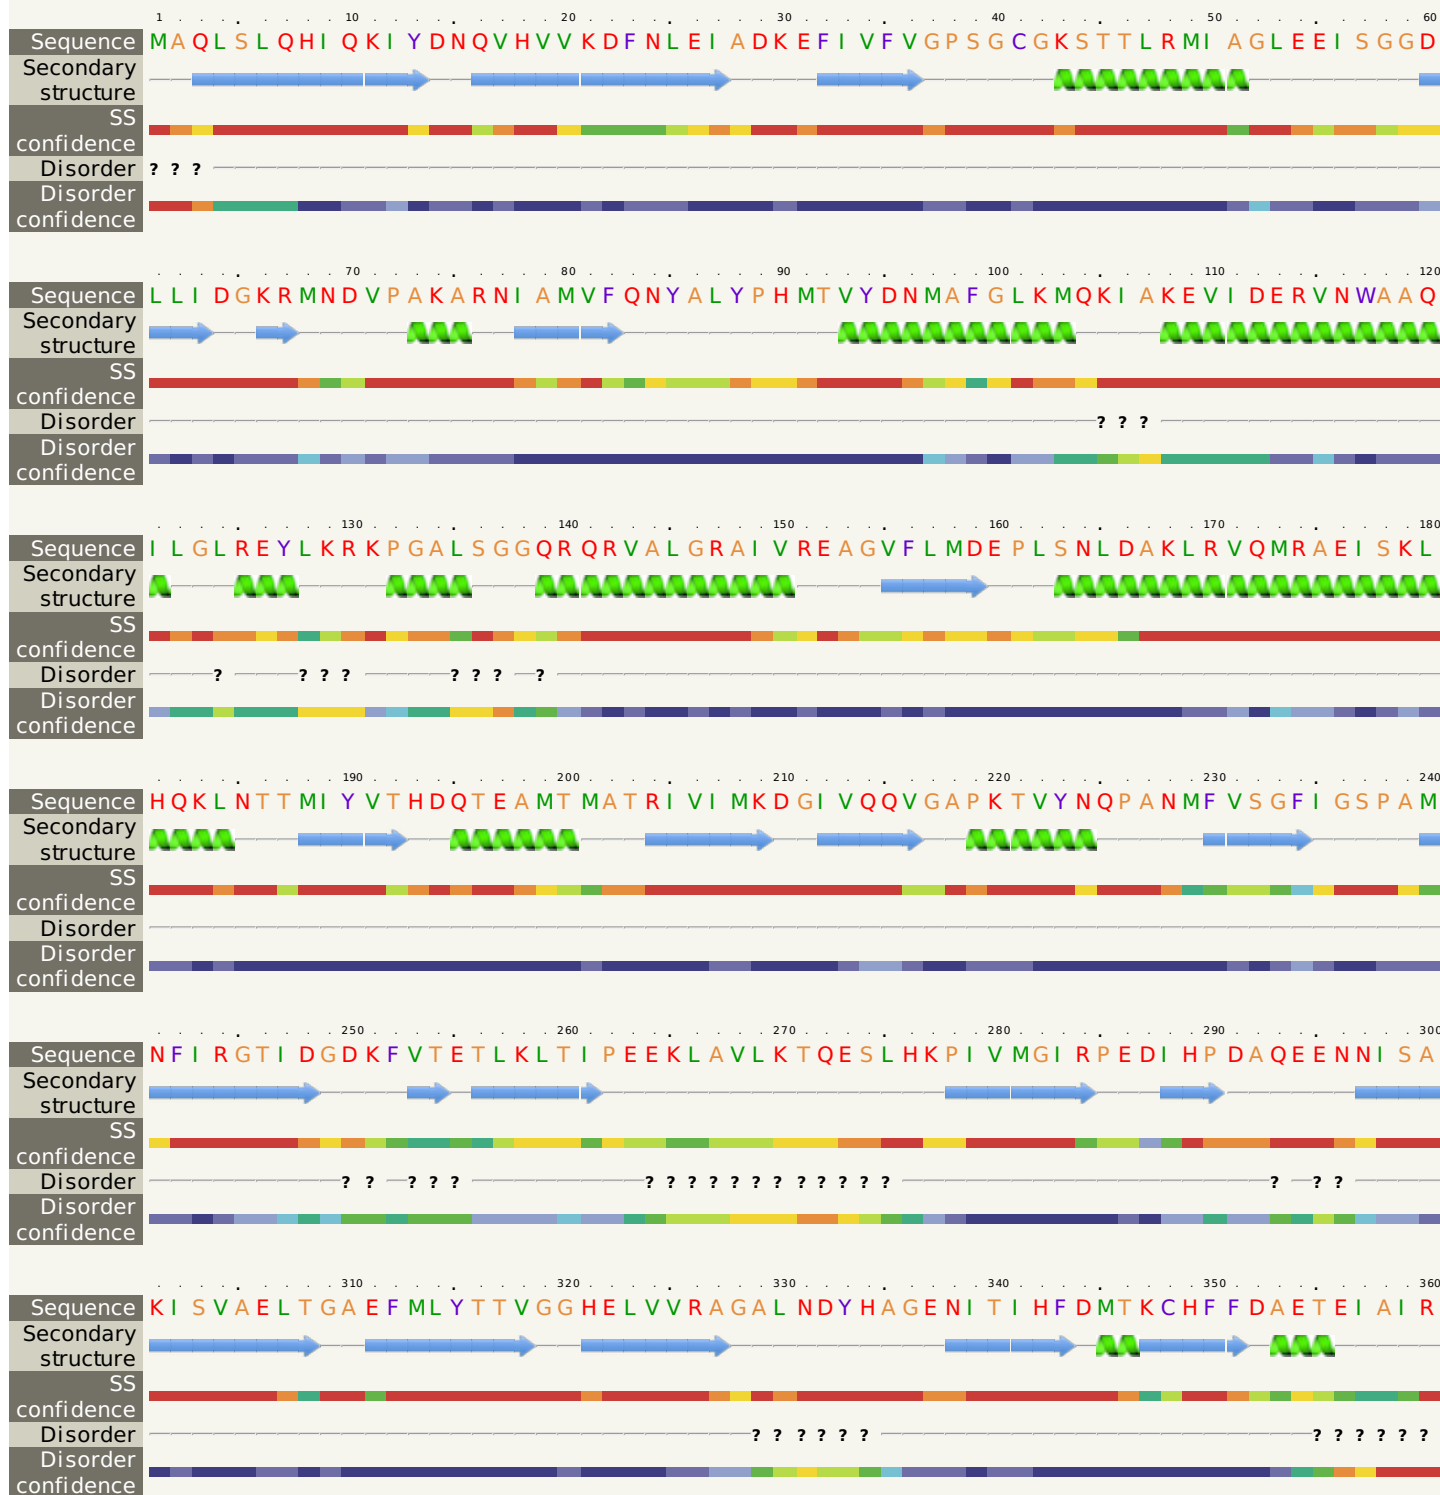 1 10 20 30 40 50 60
Sequence MAQLSLQHIQKIYDNQVHVVKDFNLEIADKEFIVFVGPSGCGKSTTLRMIAGLEEISGGD
Secondary
structure
SS
confidence
Disorder ? ? ?
Disorder
confidence
70 80 90 100 110 120
Sequence LLIDGKRMNDVPAKARNIAMVFQNYALYPHMTVYDNMAFGLKMQKIAKEVIDERVNWAAQ
Secondary
structure
SS
confidence
Disorder ? ? ?
Disorder
confidence
130 140 150 160 170 180
Sequence ILGLREYLKRKPGALSGGQRQRVALGRAIVREAGVFLMDEPLSNLDAKLRVQMRAEISKL
Secondary
structure
SS
confidence
Disorder ? ? ? ? ? ? ? ?
Disorder
confidence
190 200 210 220 230 240
Sequence HQKLNTTMIYVTHDQTEAMTMATRIVIMKDGIVQQVGAPKTVYNQPANMFVSGFIGSPAM
Secondary
structure
SS
confidence
Disorder
Disorder
confidence
250 260 270 280 290 300
Sequence NFIRGTIDGDKFVTETLKLTIPEEKLAVLKTQESLHKPIVMGIRPEDIHPDAQEENNISA
Secondary
structure
SS
confidence
Disorder ? ? ? ? ? ? ? ? ? ? ? ? ? ? ? ? ? ? ? ?
Disorder
confidence
310 320 330 340 350 360
Sequence KISVAELTGAEFMLYTTVGGHELVVRAGALNDYHAGENITIHFDMTKCHFFDAETEIAIR
Secondary
structure
SS
confidence
Disorder ? ? ? ? ? ? ? ? ? ? ? ?
Disorder
confidence